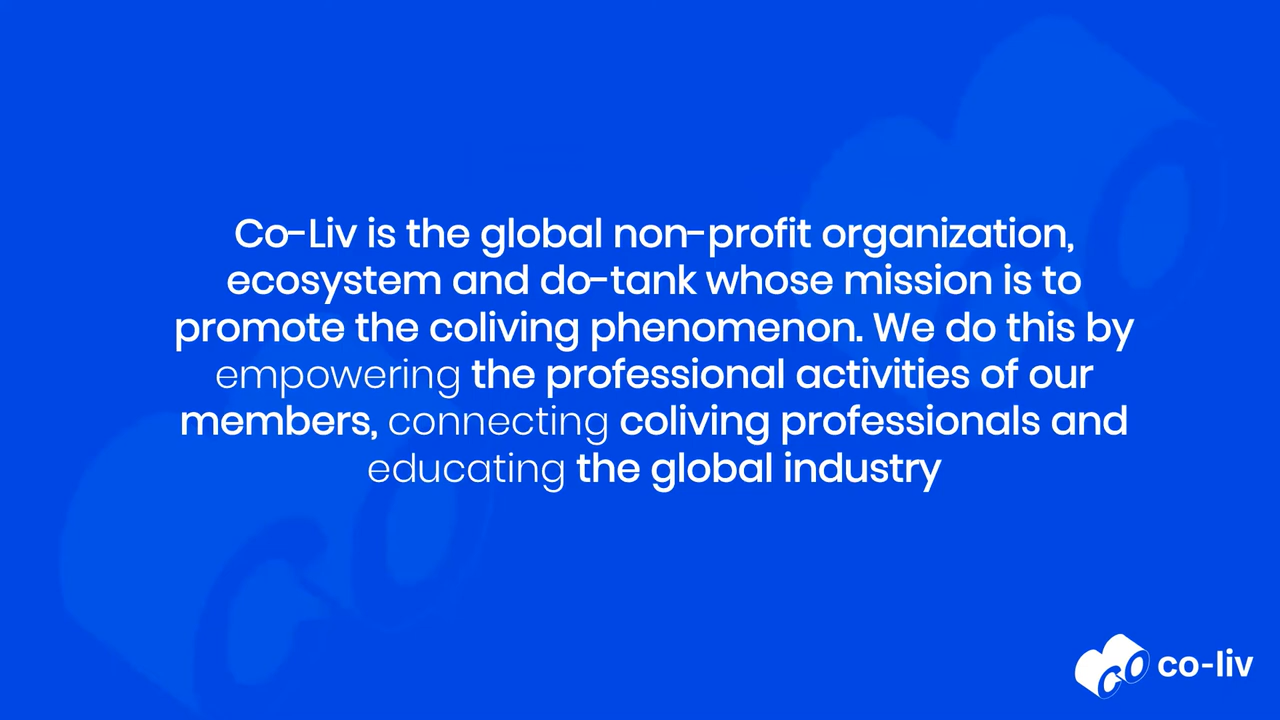 Co-Liv is the global non-profit organization,
ecosystem and do-tank whose mission is to
promote the coliving phenomenon. We do this by
empowering the professional activities of our
members, connecting coliving professionals and
educating the global industry
co co-liv